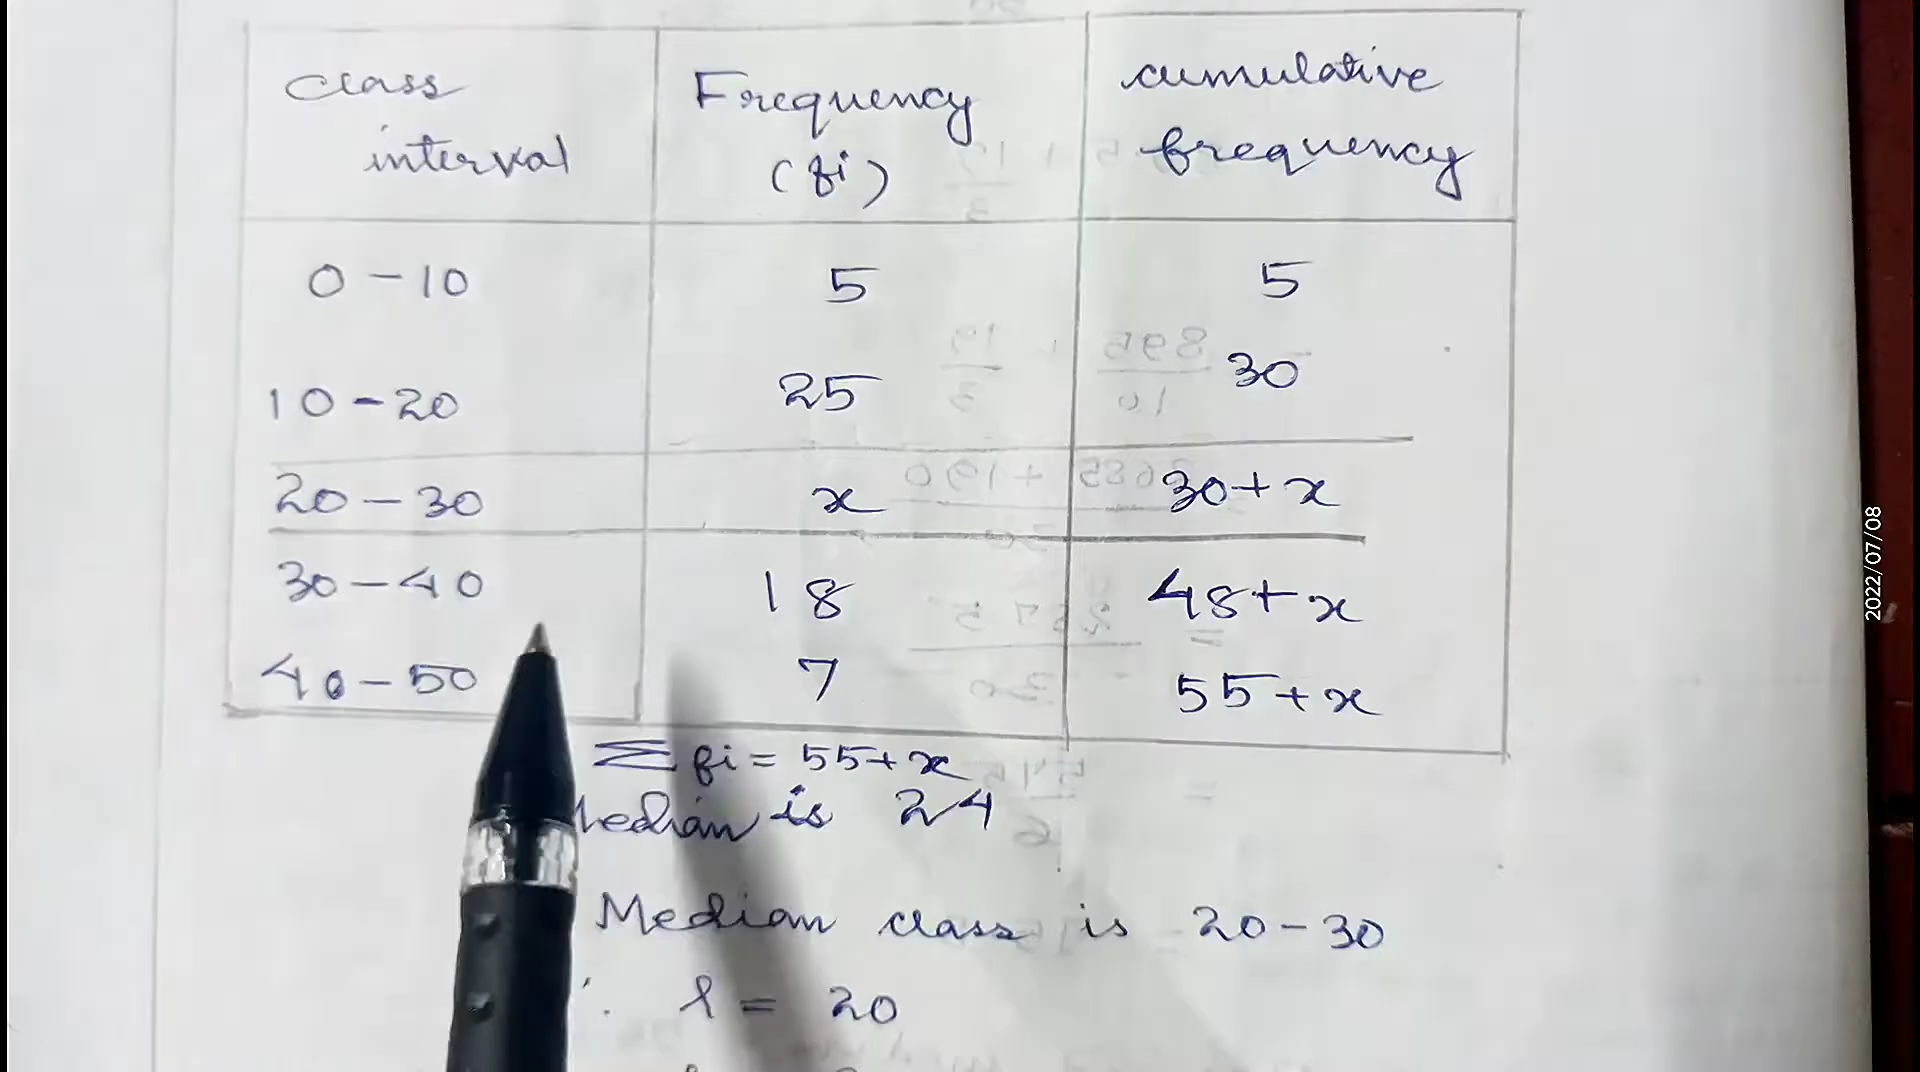 class interval Frequency (fi) cumulative frequency
0 - 10 5 5
10 - 20 25 30
20 - 30 x 30 + x
30 - 40 18 48 + x
40 - 50 7 55 + x
Σ fi = 55 + x
Median is 24
Median class is 20 - 30
l = 20
2022/07/08